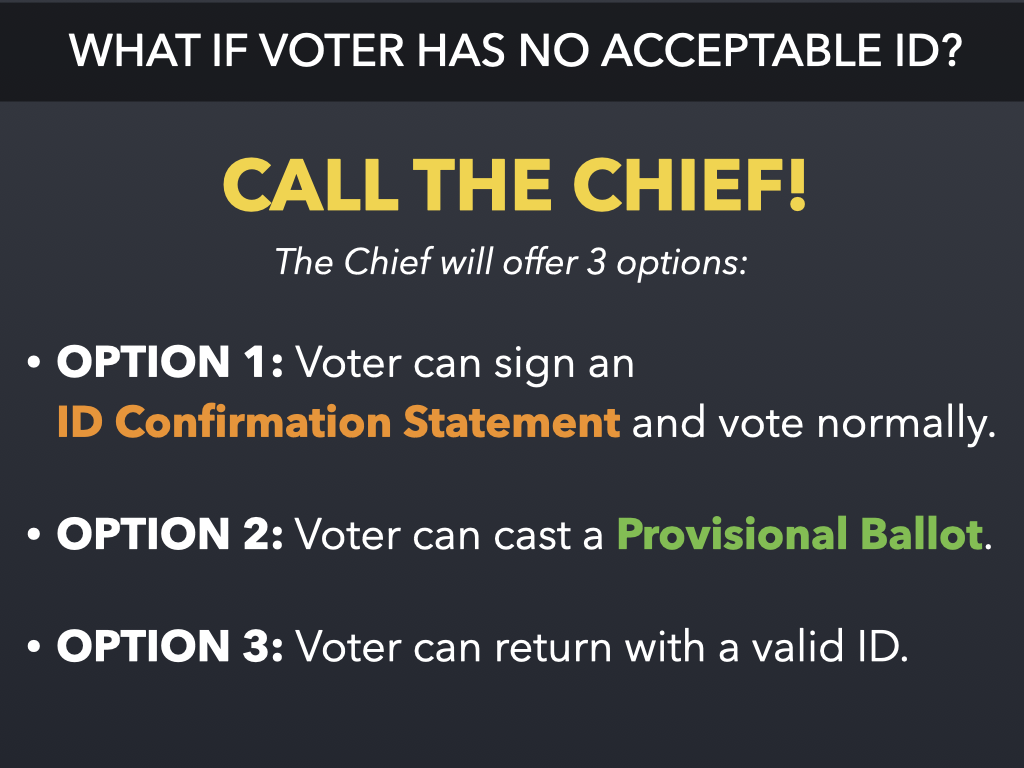 WHAT IF VOTER HAS NO ACCEPTABLE ID?
CALL THE CHIEF!
The Chief will offer 3 options:
• OPTION 1: Voter can sign an
ID Confirmation Statement and vote normally.
• OPTION 2: Voter can cast a Provisional Ballot.
• OPTION 3: Voter can return with a valid ID.